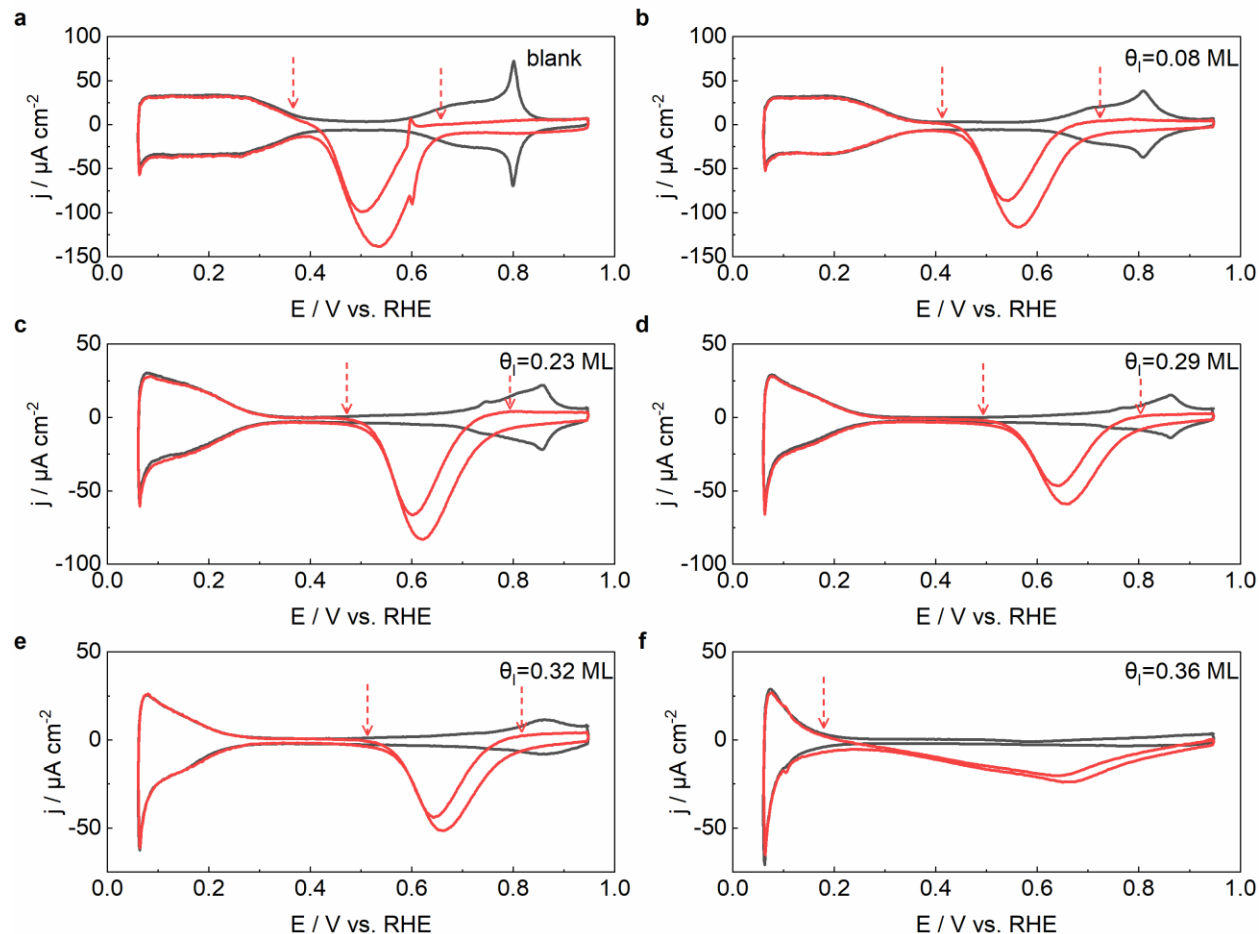 a
blank
100
50
0
-50
-100
-150
j / μA cm-2
0.0 0.2 0.4 0.6 0.8 1.0
E / V vs. RHE
b
θI=0.08 ML
100
50
0
-50
-100
-150
j / μA cm-2
0.0 0.2 0.4 0.6 0.8 1.0
E / V vs. RHE
c
θI=0.23 ML
50
0
-50
-100
j / μA cm-2
0.0 0.2 0.4 0.6 0.8 1.0
E / V vs. RHE
d
θI=0.29 ML
50
0
-50
-100
j / μA cm-2
0.0 0.2 0.4 0.6 0.8 1.0
E / V vs. RHE
e
θI=0.32 ML
50
0
-50
j / μA cm-2
0.0 0.2 0.4 0.6 0.8 1.0
E / V vs. RHE
f
θI=0.36 ML
50
0
-50
j / μA cm-2
0.0 0.2 0.4 0.6 0.8 1.0
E / V vs. RHE